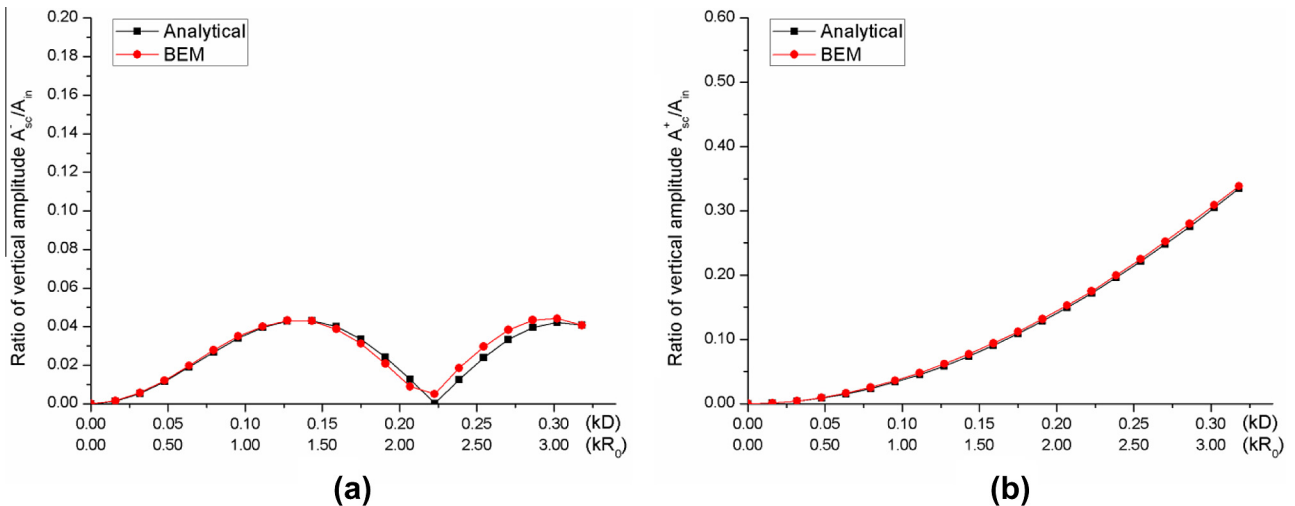 Analytical
BEM
Ratio of vertical amplitude A⁻sc/Ain
0.20
0.18
0.16
0.14
0.12
0.10
0.08
0.06
0.04
0.02
0.00
0.00 0.05 0.10 0.15 0.20 0.25 0.30 (kD)
0.00 0.50 1.00 1.50 2.00 2.50 3.00 (kR₀)
(a)
Analytical
BEM
Ratio of vertical amplitude A⁺sc/Ain
0.60
0.50
0.40
0.30
0.20
0.10
0.00
0.00 0.05 0.10 0.15 0.20 0.25 0.30 (kD)
0.00 0.50 1.00 1.50 2.00 2.50 3.00 (kR₀)
(b)